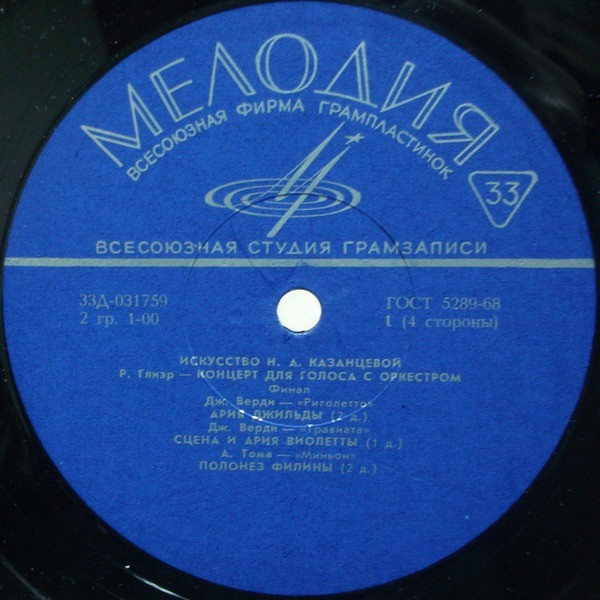 МЕЛОДИЯ
ВСЕСОЮЗНАЯ ФИРМА ГРАМПЛАСТИНОК
33
ВСЕСОЮЗНАЯ СТУДИЯ ГРАМЗАПИСИ
33Д-031759 ГОСТ 5289-68
2 гр. 1-00 1 (4 стороны)
ИСКУССТВО Н. А. КАЗАНЦЕВОЙ
Р. Глиэр — КОНЦЕРТ ДЛЯ ГОЛОСА С ОРКЕСТРОМ
Финал
Дж. Верди — «Риголетто»
АРИЯ ДЖИЛЬДЫ (2 д.)
Дж. Верди — «Травиата»
СЦЕНА И АРИЯ ВИОЛЕТТЫ (1 д.)
А. Тома — «Миньон»
ПОЛОНЕЗ ФИЛИНЫ (2 д.)